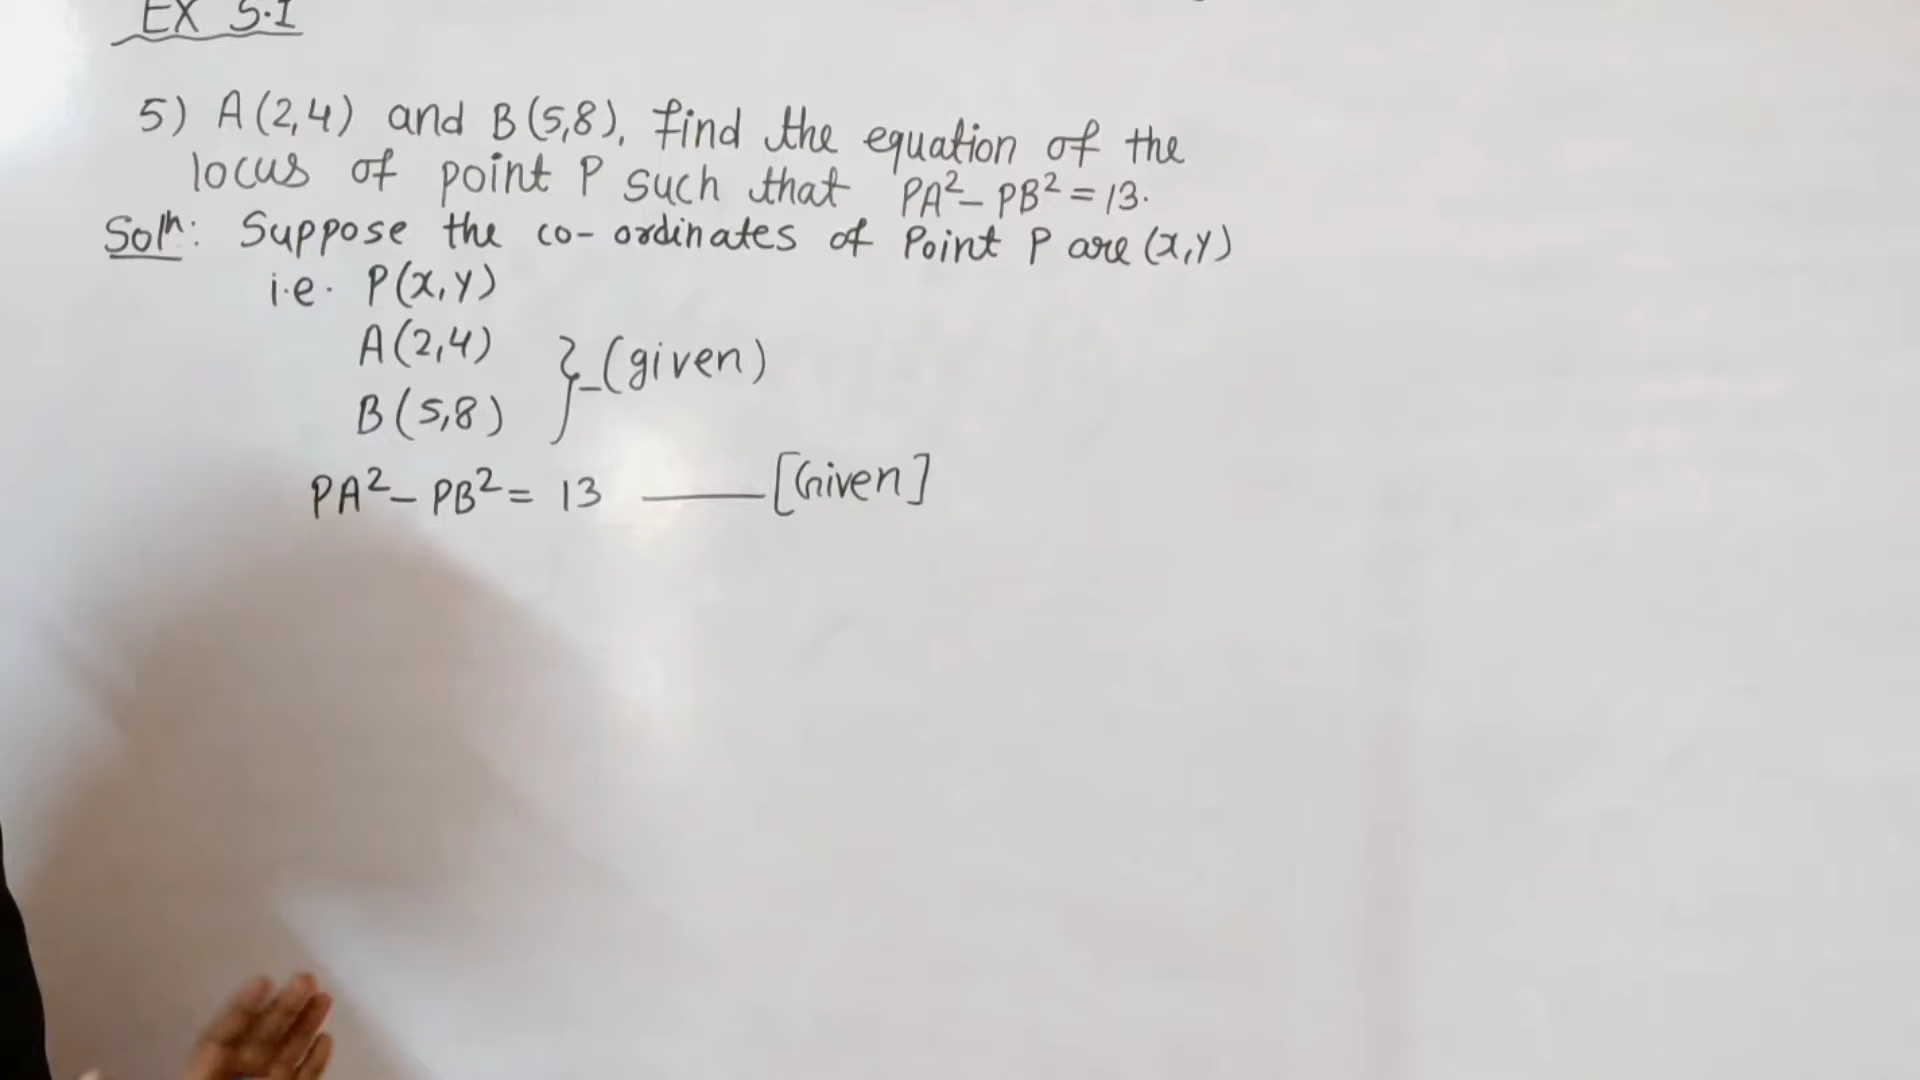 EX 5.1
5) A(2,4) and B(5,8), find the equation of the
locus of point P such that PA²- PB² = 13.
Solⁿ: Suppose the co-ordinates of Point P are (x,y)
i.e. P(x,y)
A(2,4)
} - (given)
B(5,8)
PA² - PB² = 13 —— [Given]